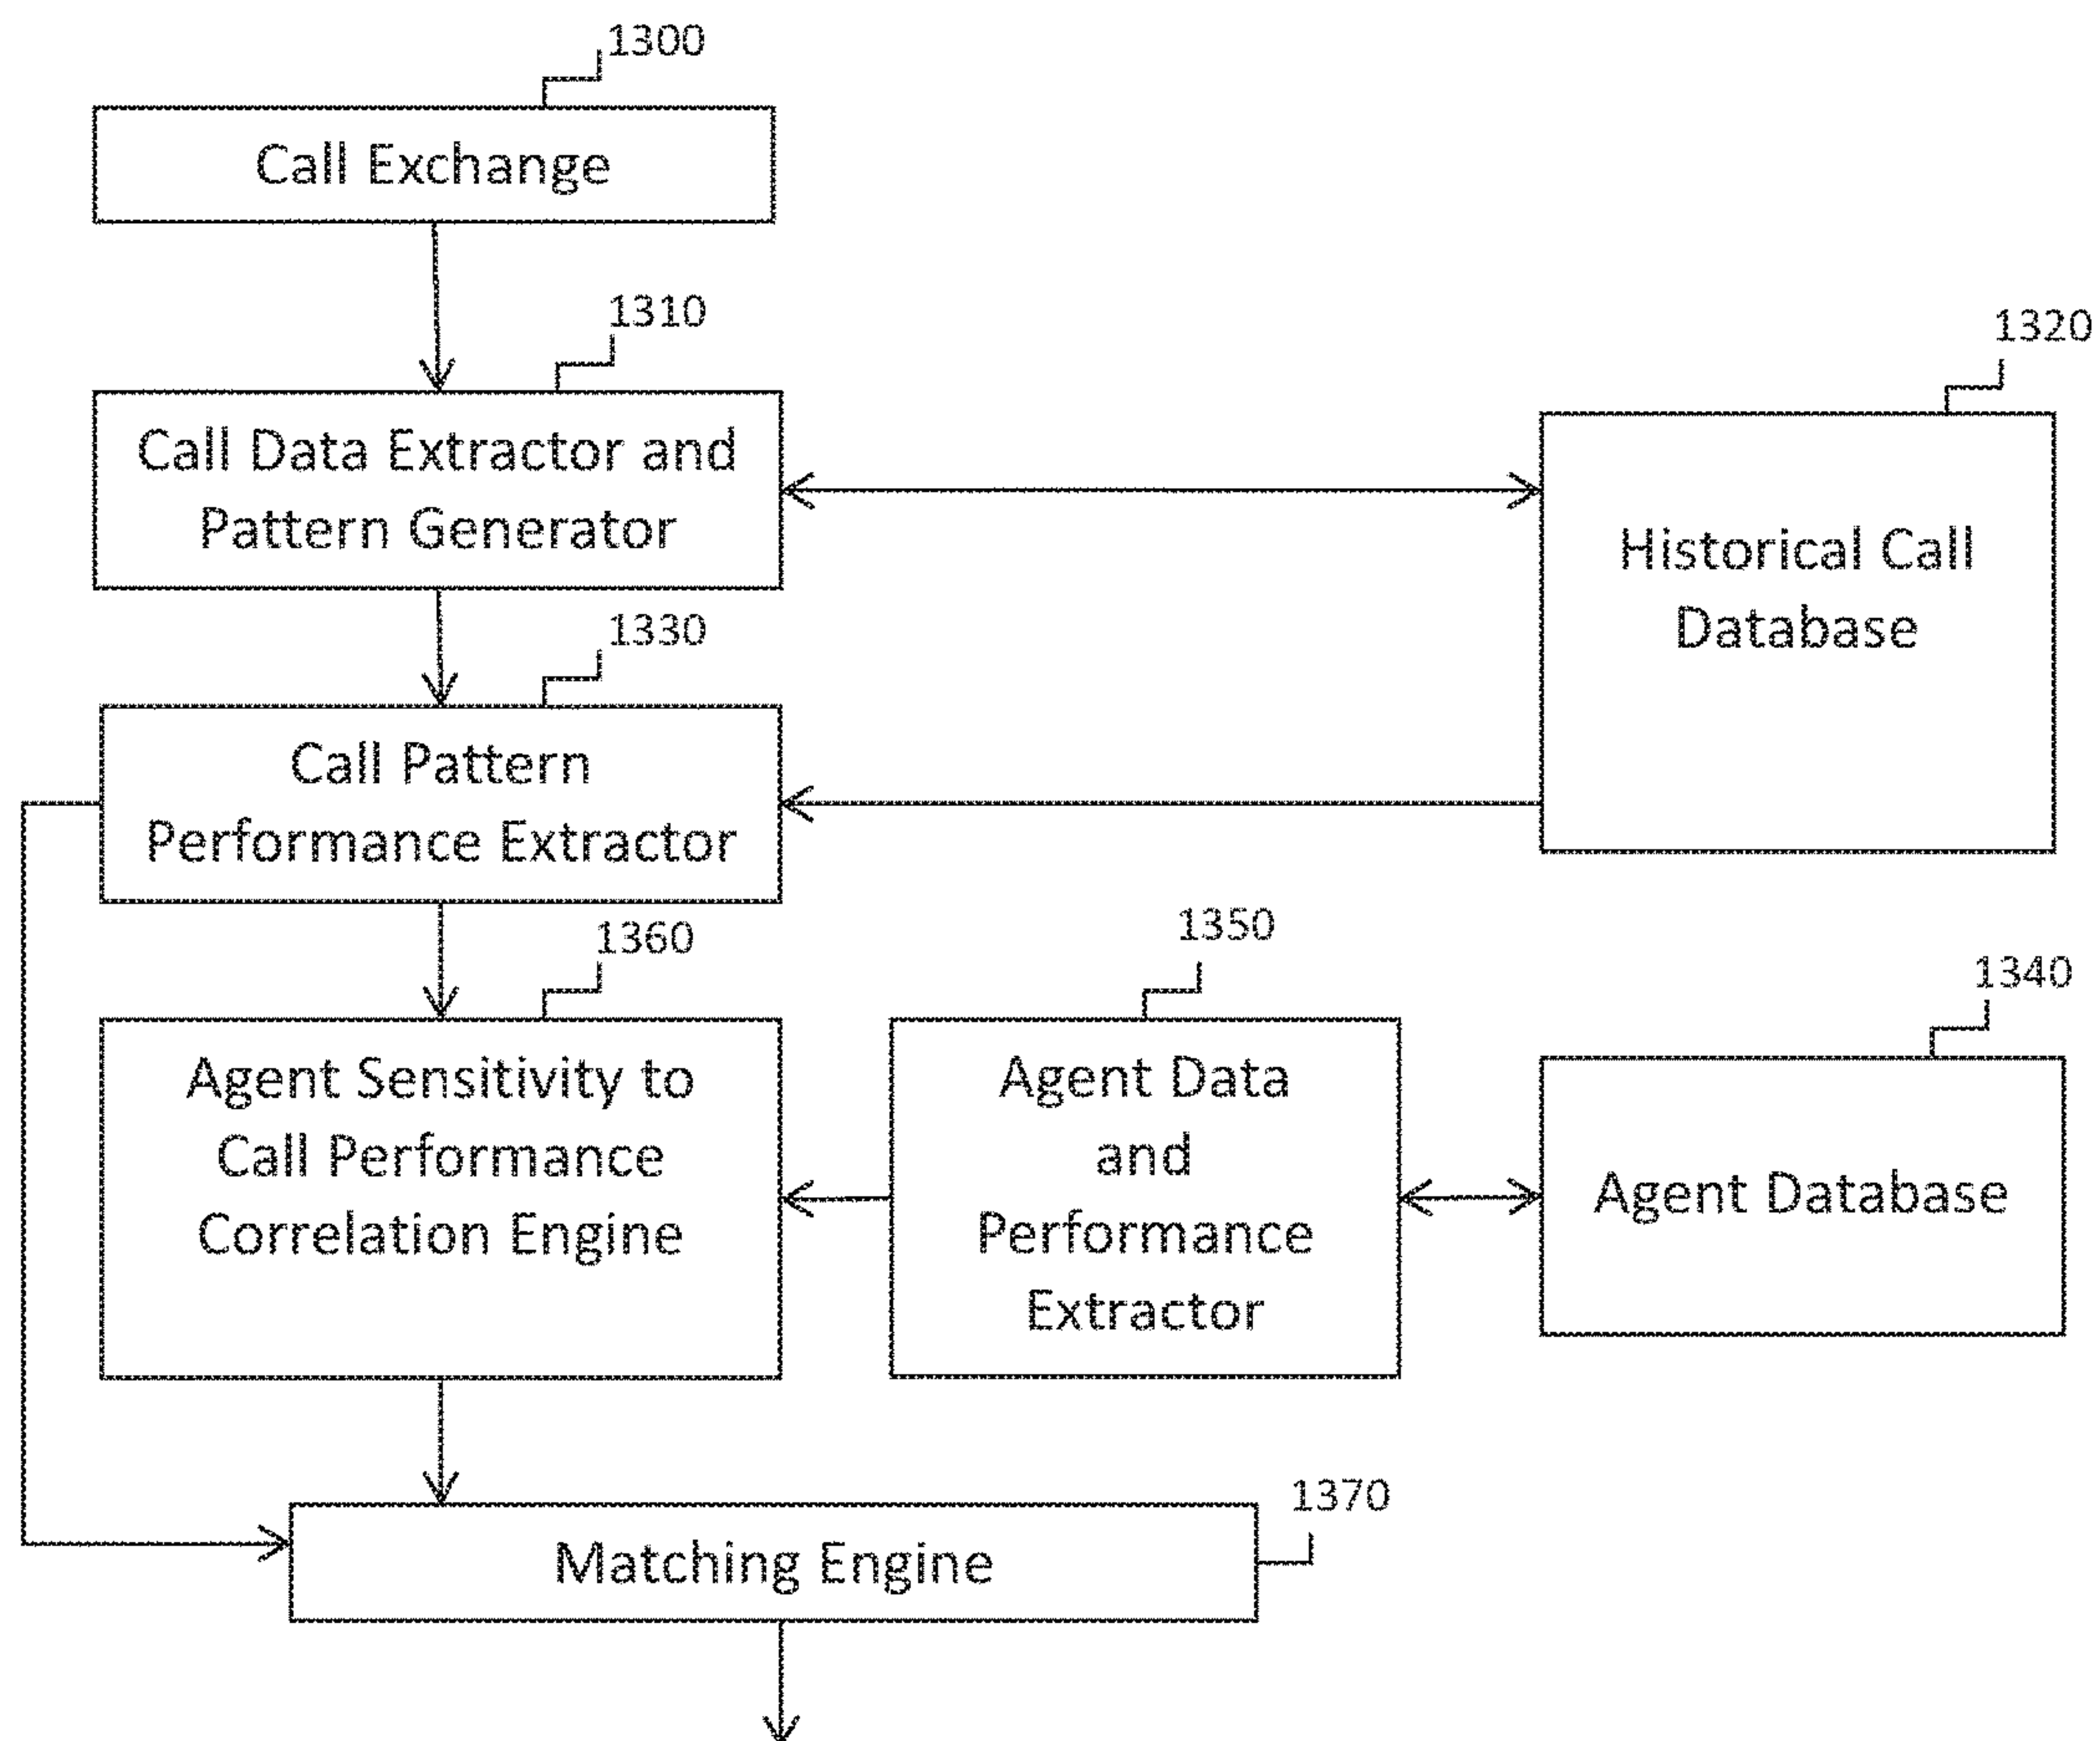 1300
Call Exchange
1310
1320
Call Data Extractor and
Pattern Generator
Historical Call
Database
1330
Call Pattern
Performance Extractor
1360
1350
1340
Agent Sensitivity to
Call Performance
Correlation Engine
Agent Data
and
Performance
Extractor
Agent Database
1370
Matching Engine